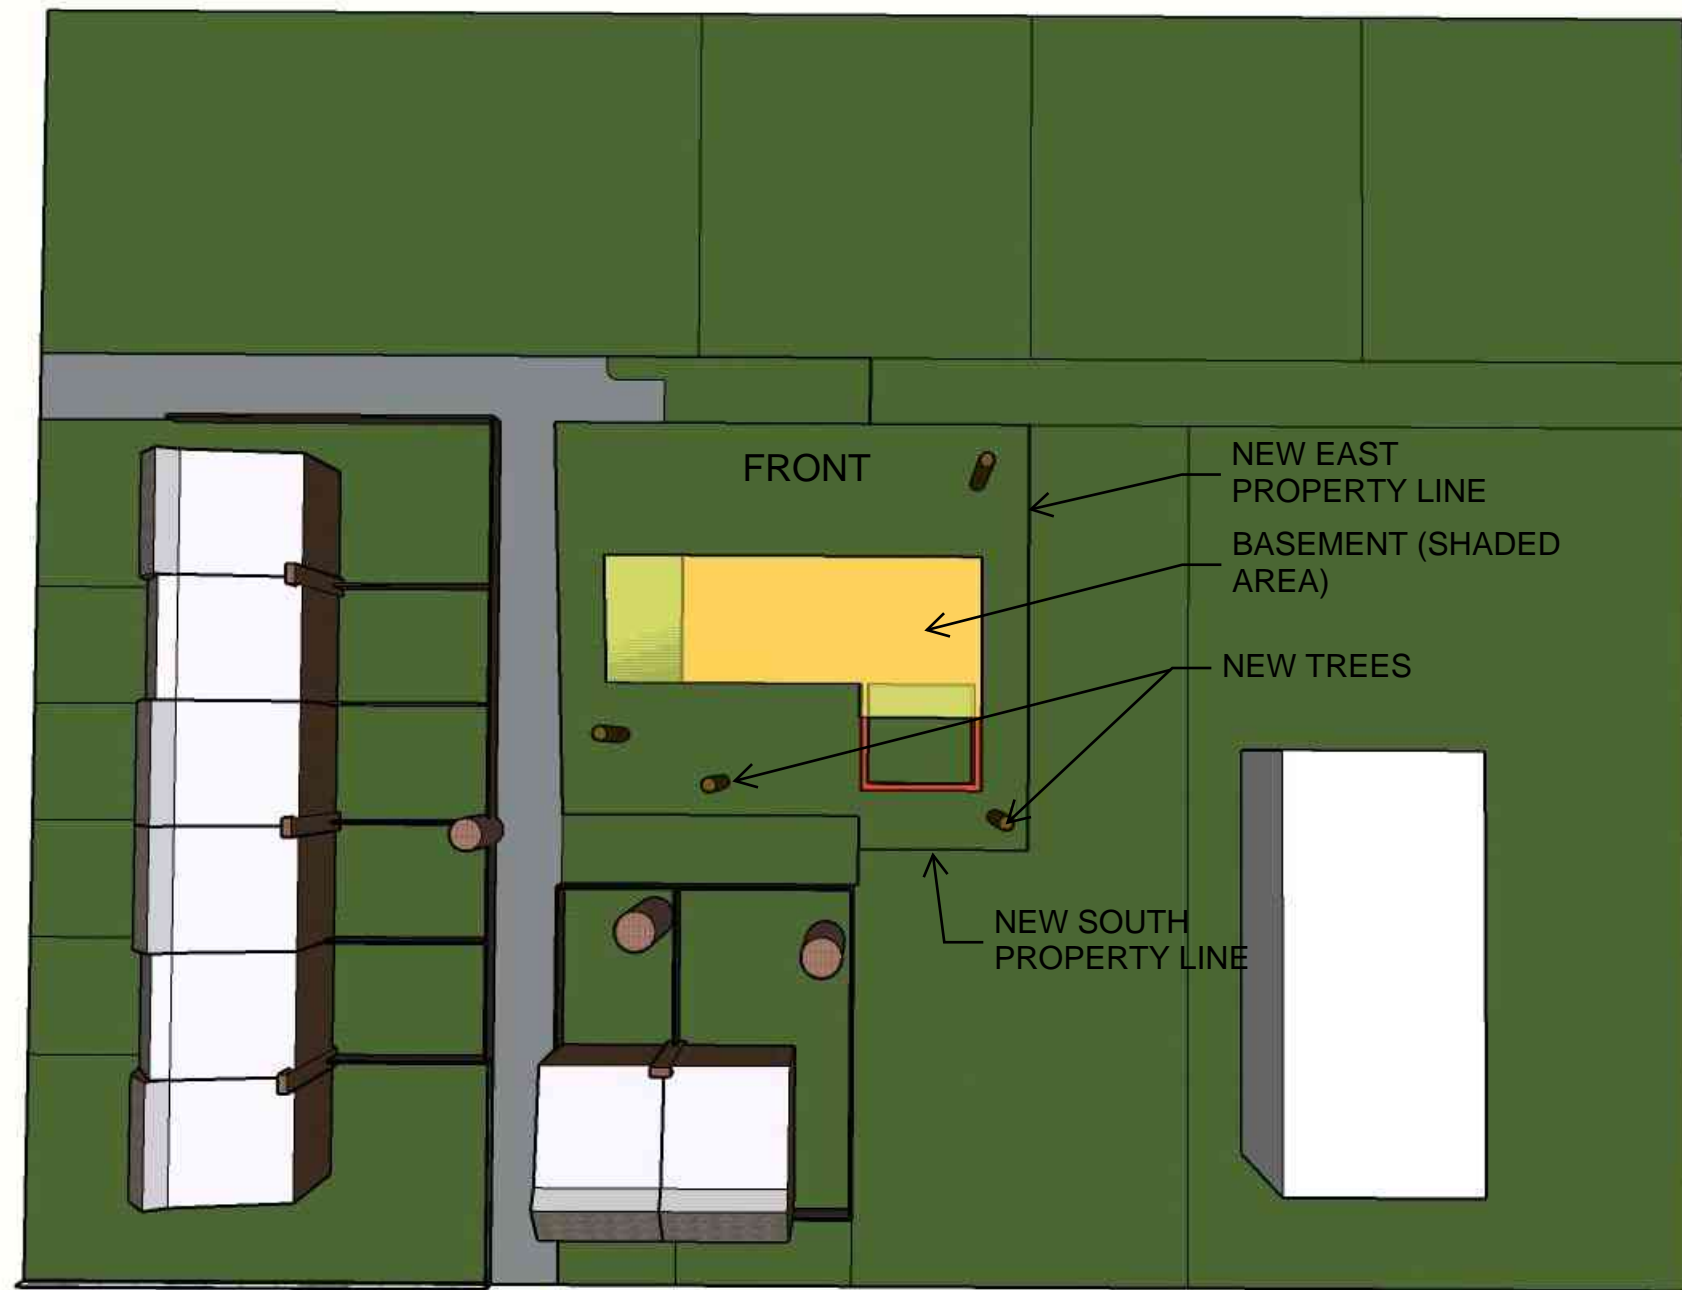 FRONT
NEW EAST
PROPERTY LINE
BASEMENT (SHADED
AREA)
NEW TREES
NEW SOUTH
PROPERTY LINE